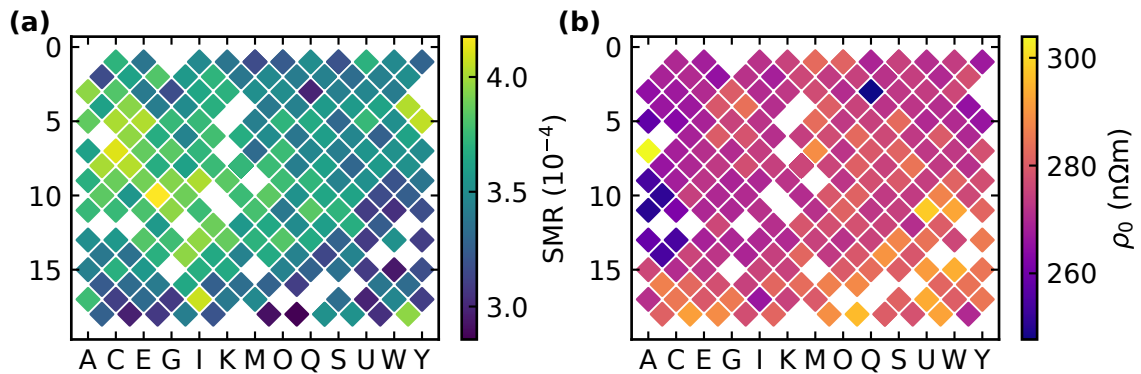 (a)
0
5
10
15
A C E G I K M O Q S U W Y
4.0
3.5
3.0
SMR (10⁻⁴)
(b)
0
5
10
15
A C E G I K M O Q S U W Y
300
280
260
ρ₀ (nΩm)